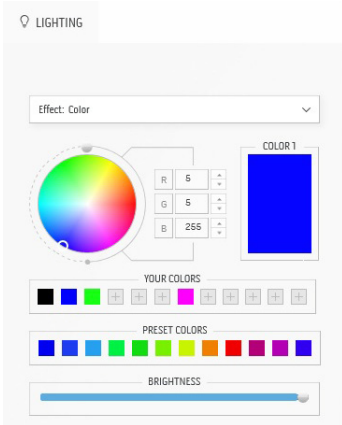 LIGHTING
Effect: Color
COLOR 1
R 5
G 5
B 255
YOUR COLORS
PRESET COLORS
BRIGHTNESS